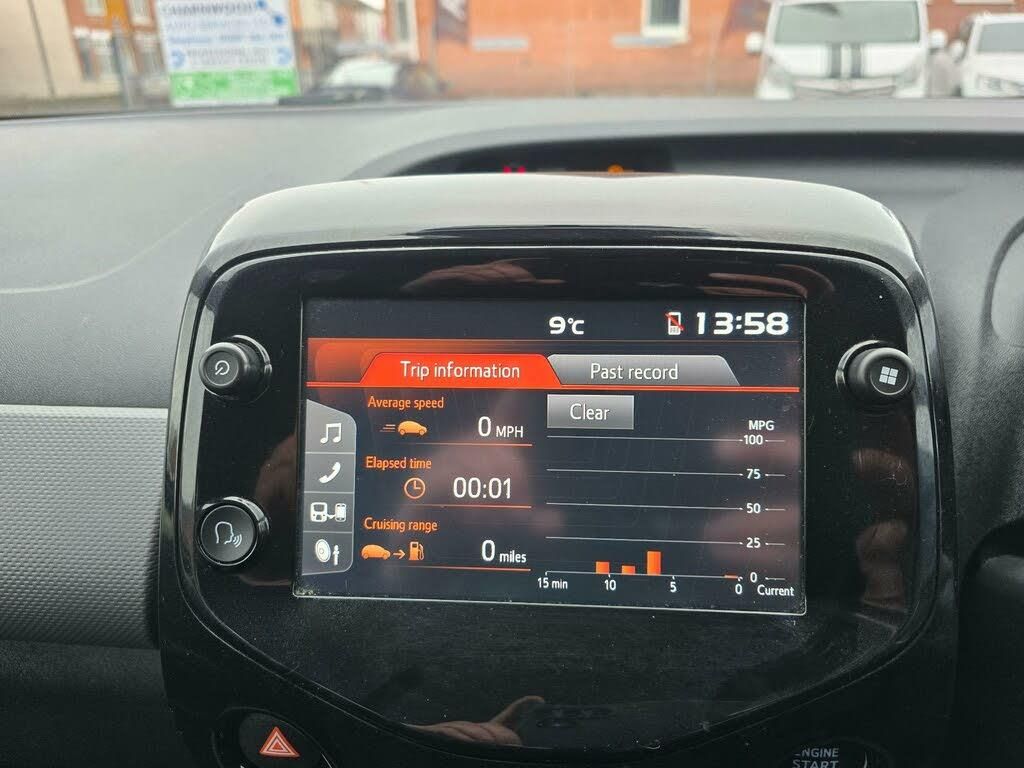 CHARNWOOD
9°C
13:58
Trip information
Past record
Average speed
0 MPH
Elapsed time
00:01
Cruising range
0 miles
Clear
MPG
100
75
50
25
0
15 min 10 5 0 Current
ENGINE
START